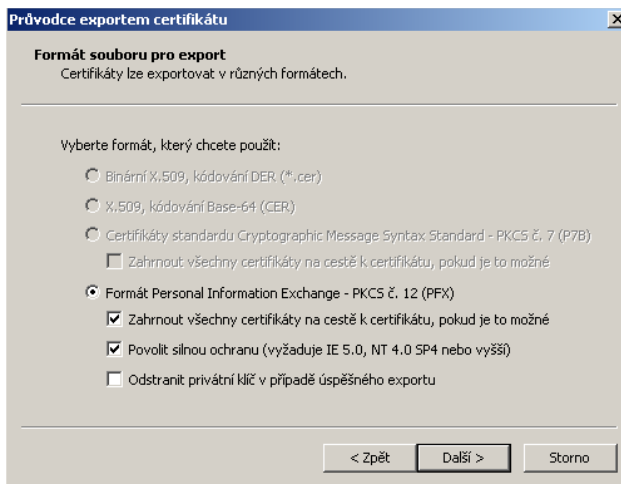 Průvodce exportem certifikátu
Formát souboru pro export
Certifikáty lze exportovat v různých formátech.
Vyberte formát, který chcete použít:
Binární X.509, kódování DER (*.cer)
X.509, kódování Base-64 (CER)
Certifikáty standardu Cryptographic Message Syntax Standard - PKCS č. 7 (P7B)
Zahrnout všechny certifikáty na cestě k certifikátu, pokud je to možné
Formát Personal Information Exchange - PKCS č. 12 (PFX)
Zahrnout všechny certifikáty na cestě k certifikátu, pokud je to možné
Povolit silnou ochranu (vyžaduje IE 5.0, NT 4.0 SP4 nebo vyšší)
Odstranit privátní klíč v případě úspěšného exportu
< Zpět Další > Storno